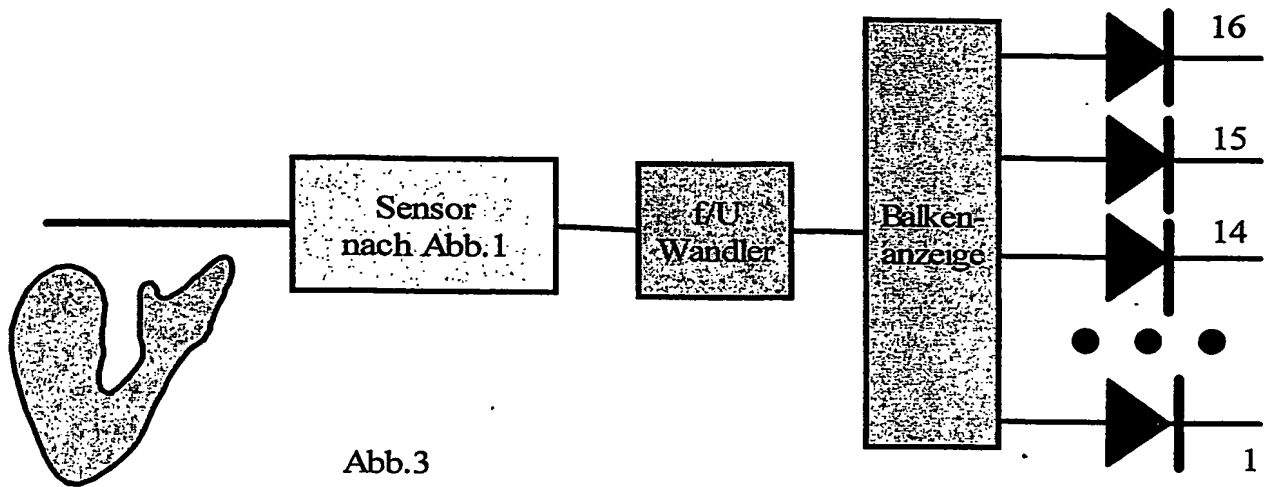 16
15
14
1
Sensor
nach Abb.1
f/U
Wandler
Balken-
anzeige
Abb.3